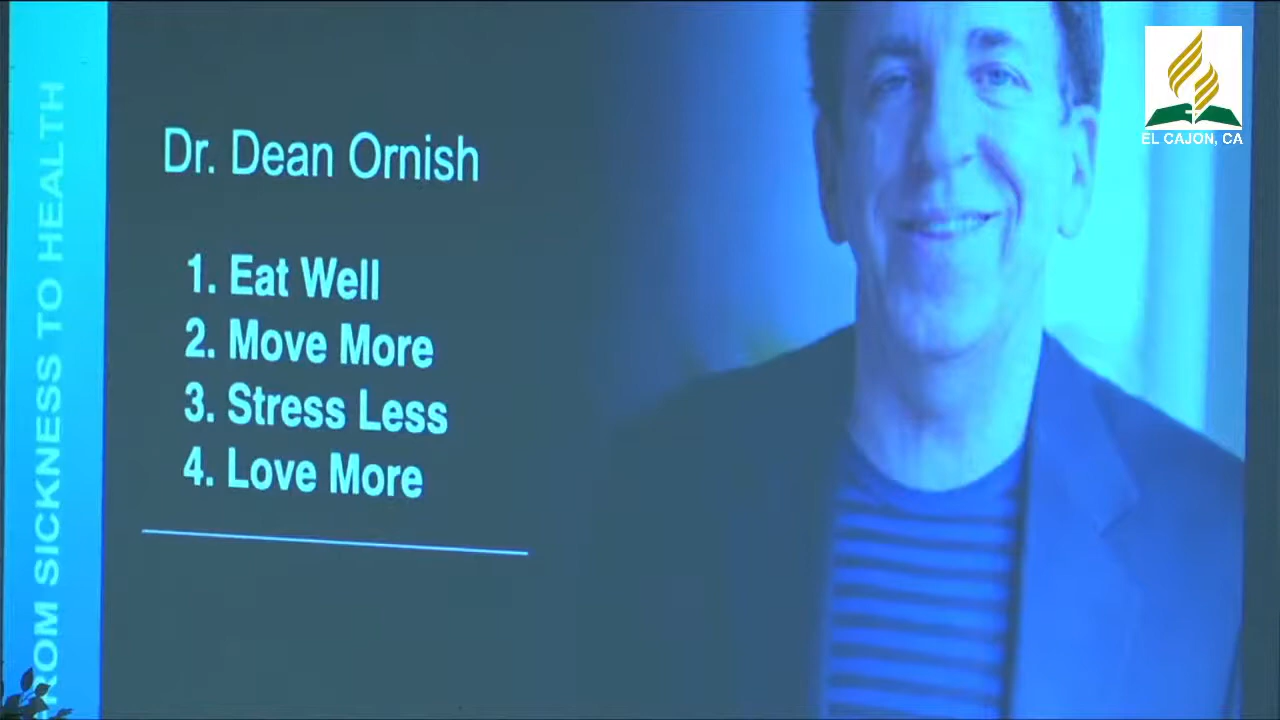 FROM SICKNESS TO HEALTH
Dr. Dean Ornish
1. Eat Well
2. Move More
3. Stress Less
4. Love More
EL CAJON, CA